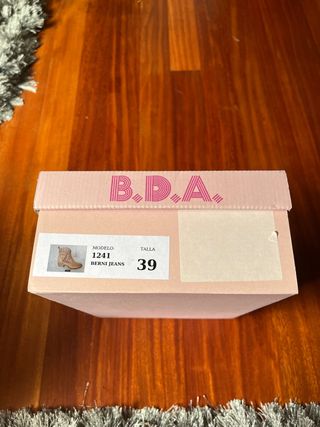 B.D.A.
MODELO
1241
BERNI JEANS
TALLA
39